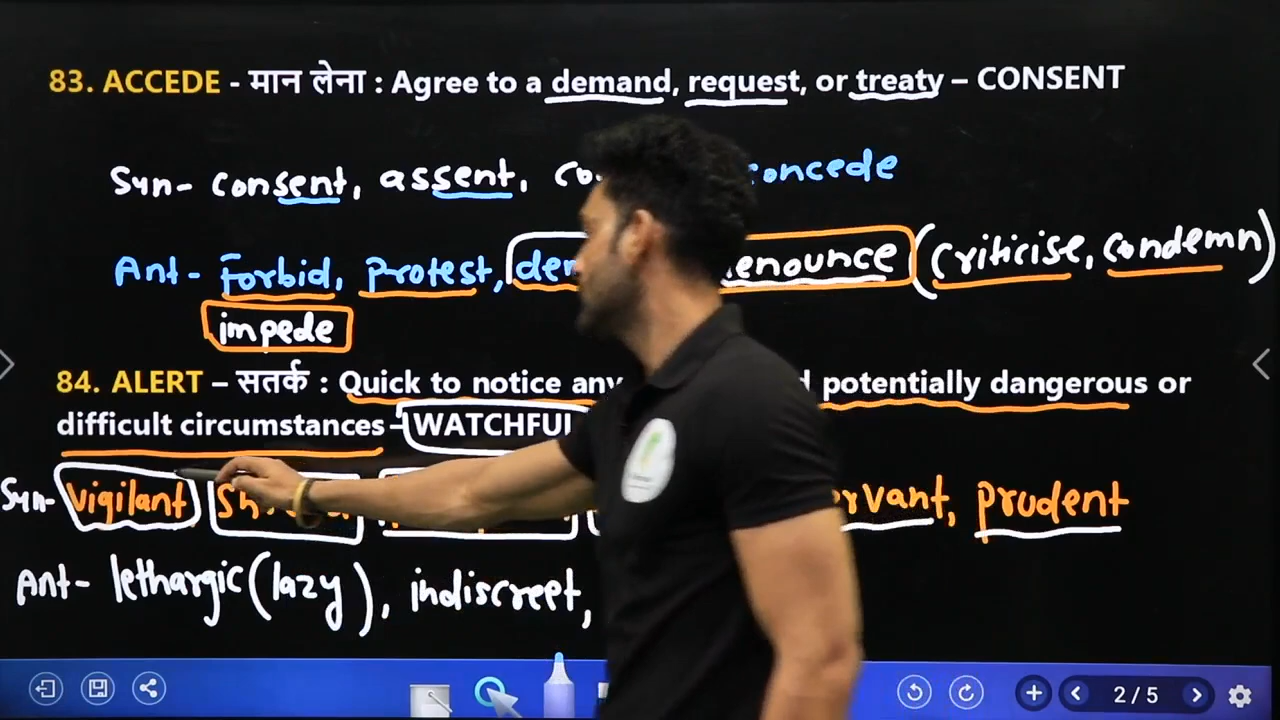 83. ACCEDE - मान लेना : Agree to a demand, request, or treaty – CONSENT
Syn- consent, assent, concede
Ant- Forbid, protest, denounce (criticise, condemn)
impede
84. ALERT – सतर्क : Quick to notice any potentially dangerous or
difficult circumstances- WATCHFUL
Syn- vigilant prudent
Ant- lethargic (lazy), indiscreet,
2 / 5